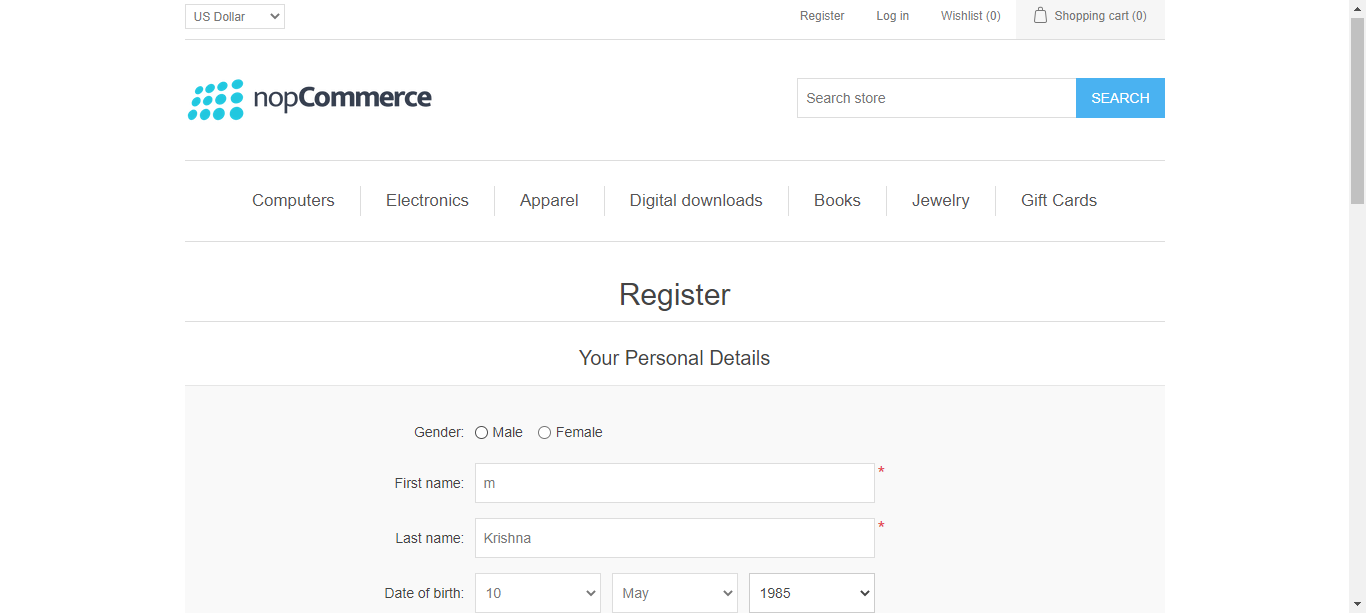 US Dollar Register Log in Wishlist (0) Shopping cart (0)
nopCommerce Search store SEARCH
Computers Electronics Apparel Digital downloads Books Jewelry Gift Cards
Register
Your Personal Details
Gender: Male Female
First name: m *
Last name: Krishna *
Date of birth: 10 May 1985